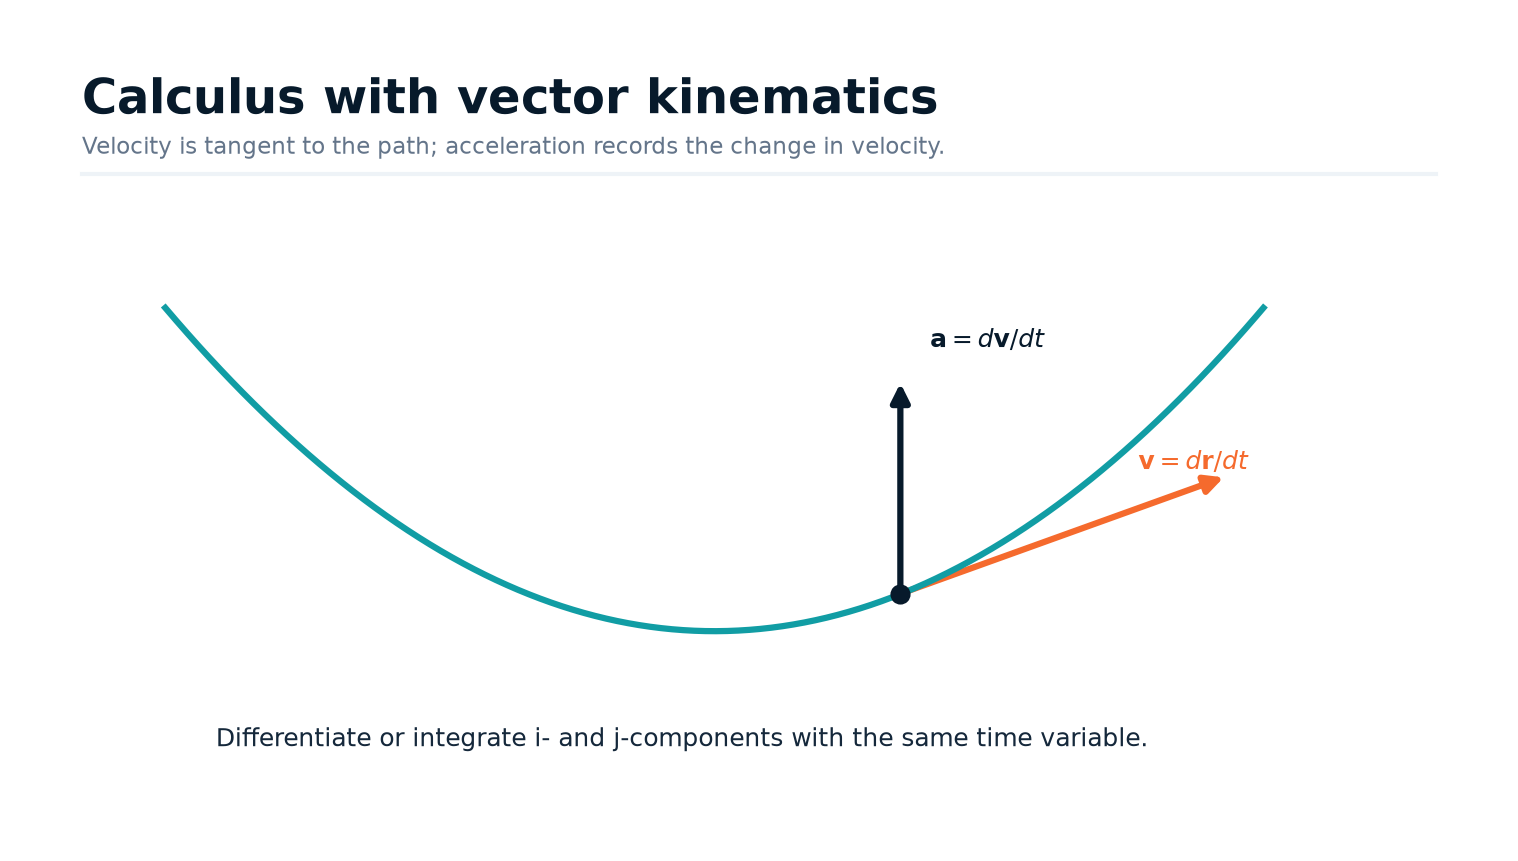 Calculus with vector kinematics
Velocity is tangent to the path; acceleration records the change in velocity.
a = dv/dt
v = dr/dt
Differentiate or integrate i- and j-components with the same time variable.